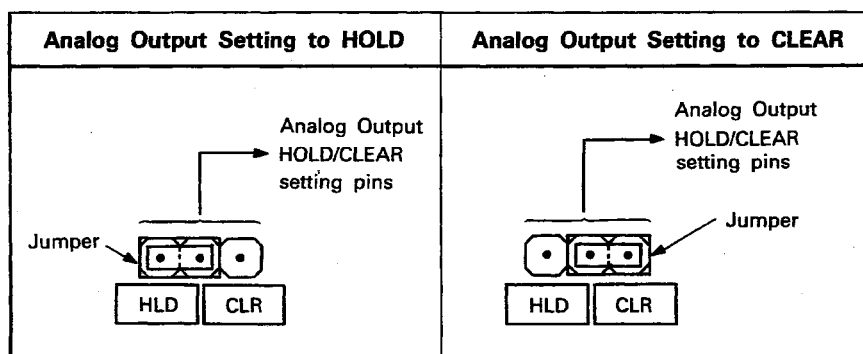 Analog Output Setting to HOLD
Analog Output Setting to CLEAR
Analog Output
HOLD/CLEAR
setting pins
Jumper
HLD
CLR
Analog Output
HOLD/CLEAR
setting pins
Jumper
HLD
CLR